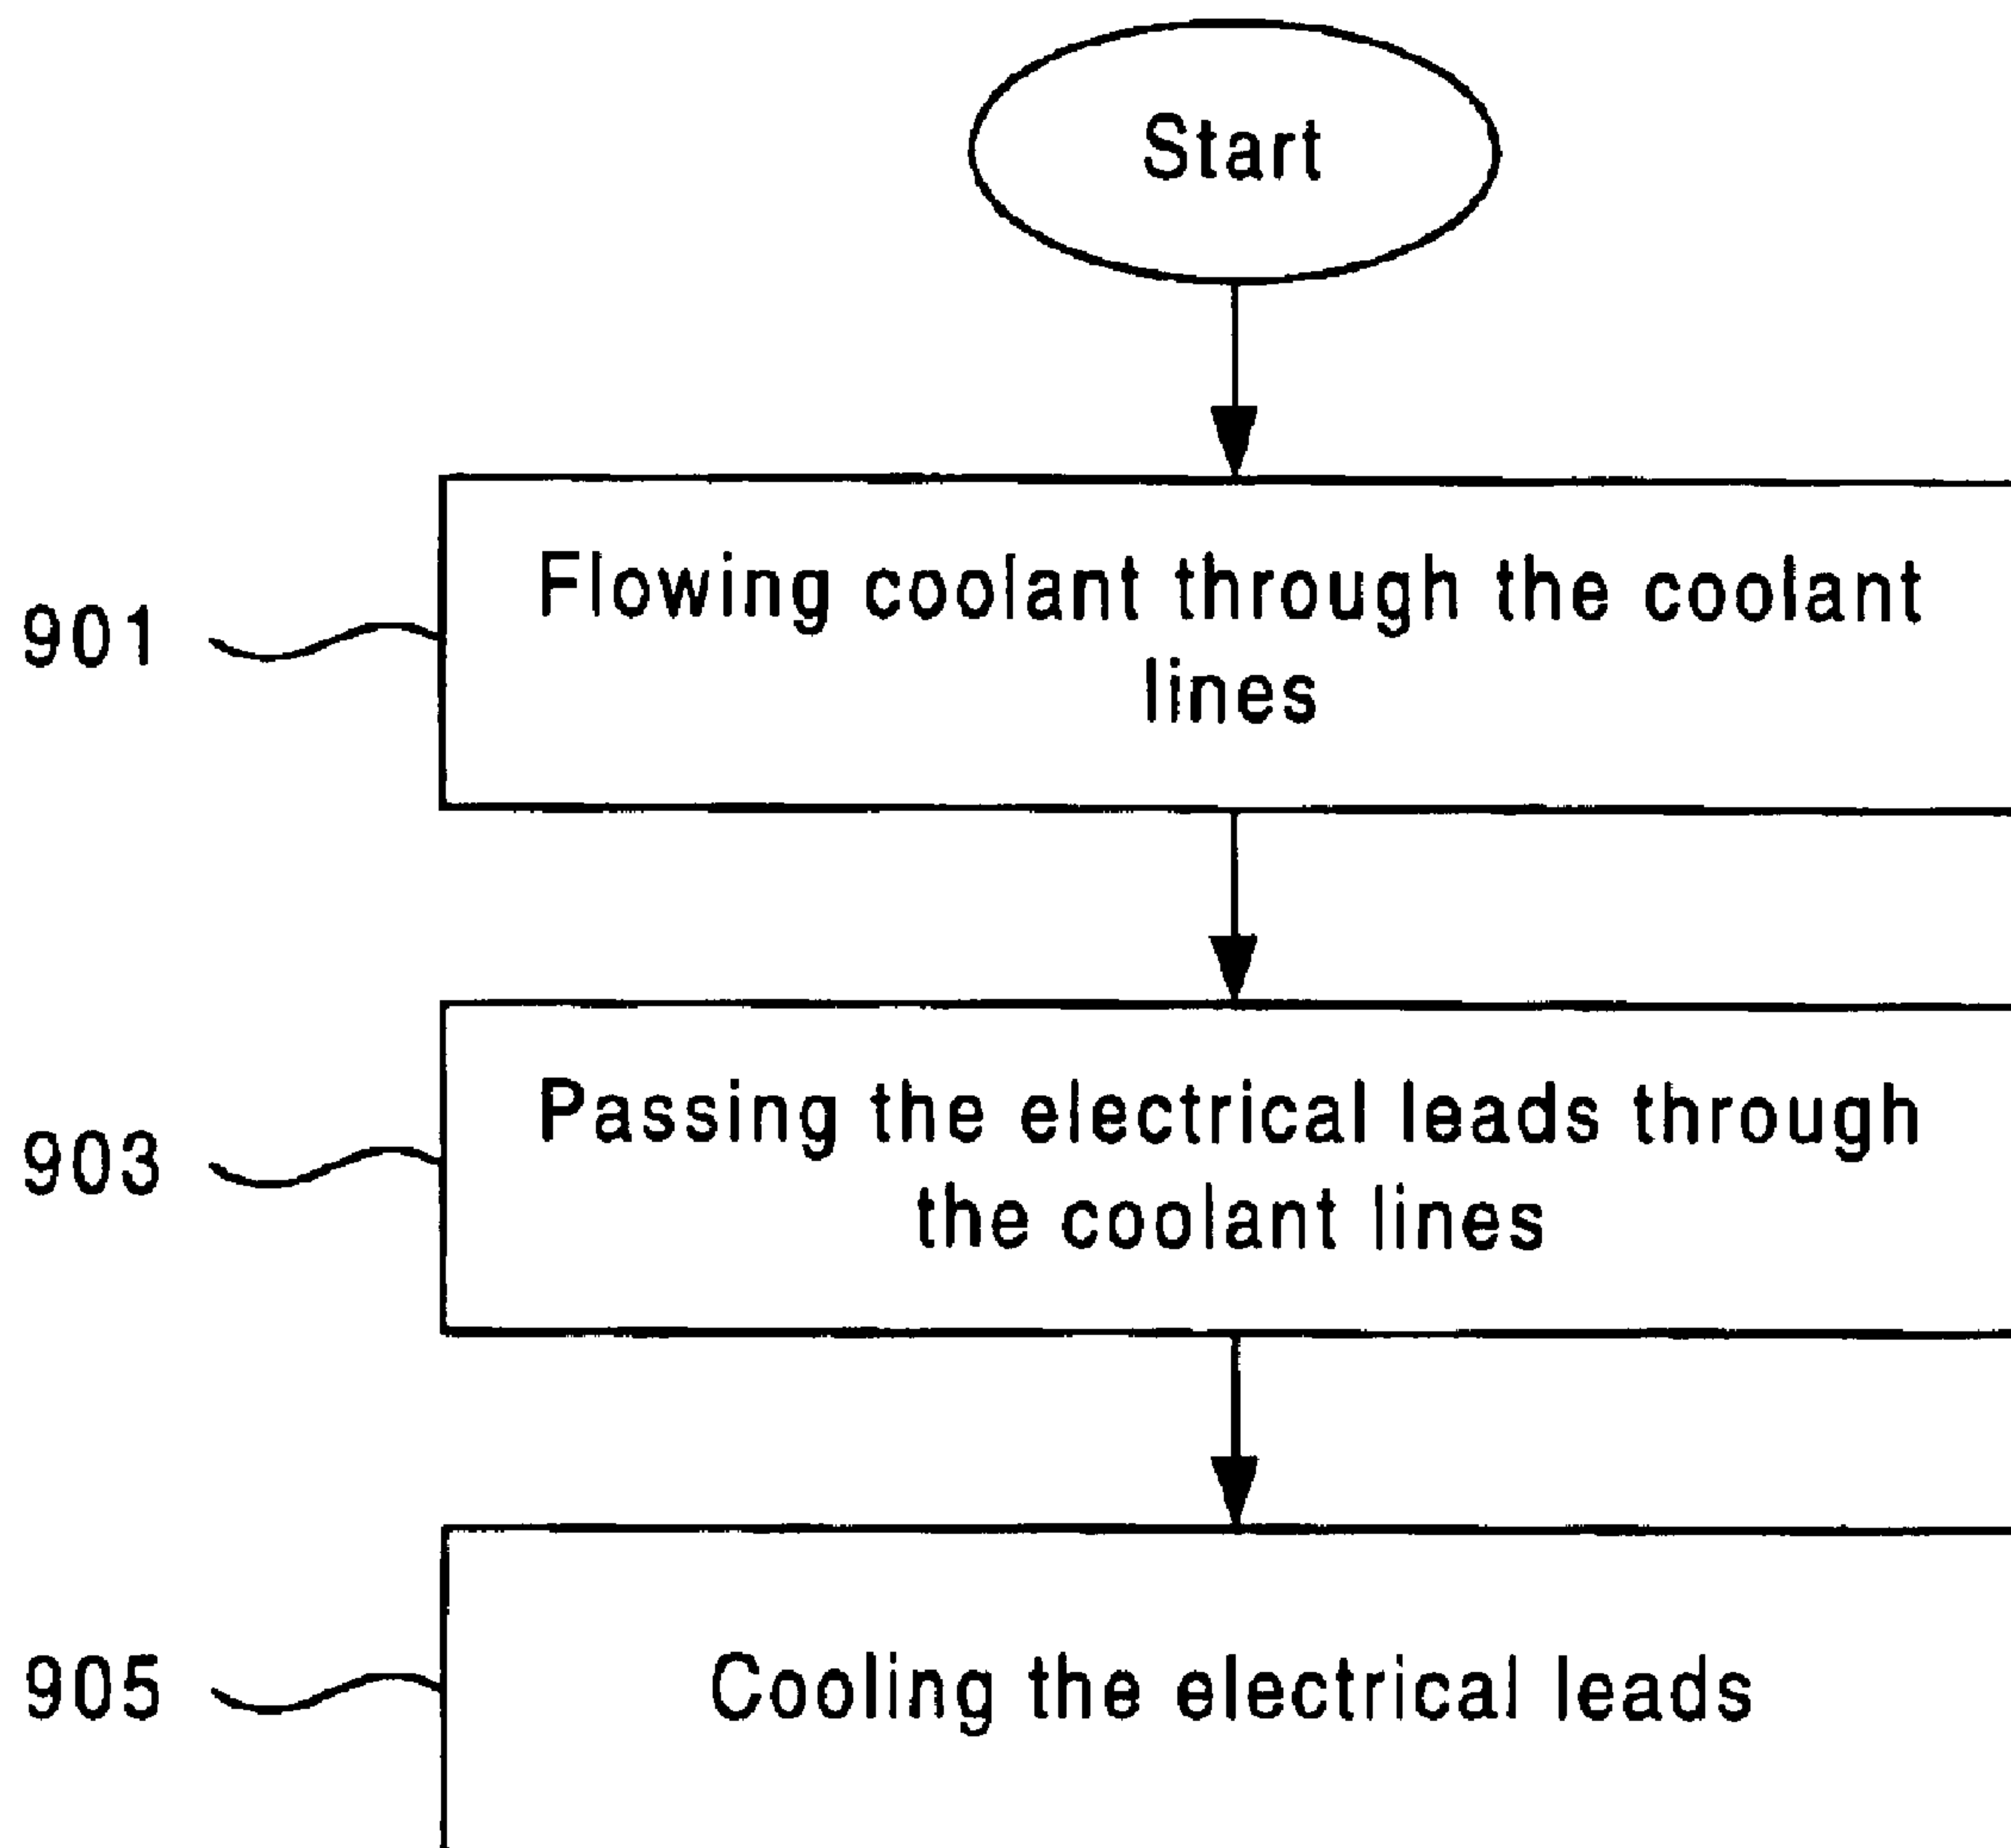 Start
901
Flowing coolant through the coolant
lines
903
Passing the electrical leads through
the coolant lines
905
Cooling the electrical leads